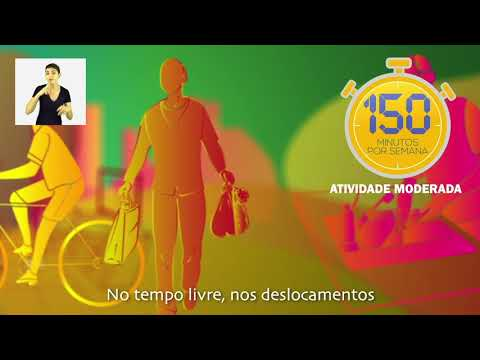 150
MINUTOS
POR SEMANA
ATIVIDADE MODERADA
No tempo livre, nos deslocamentos